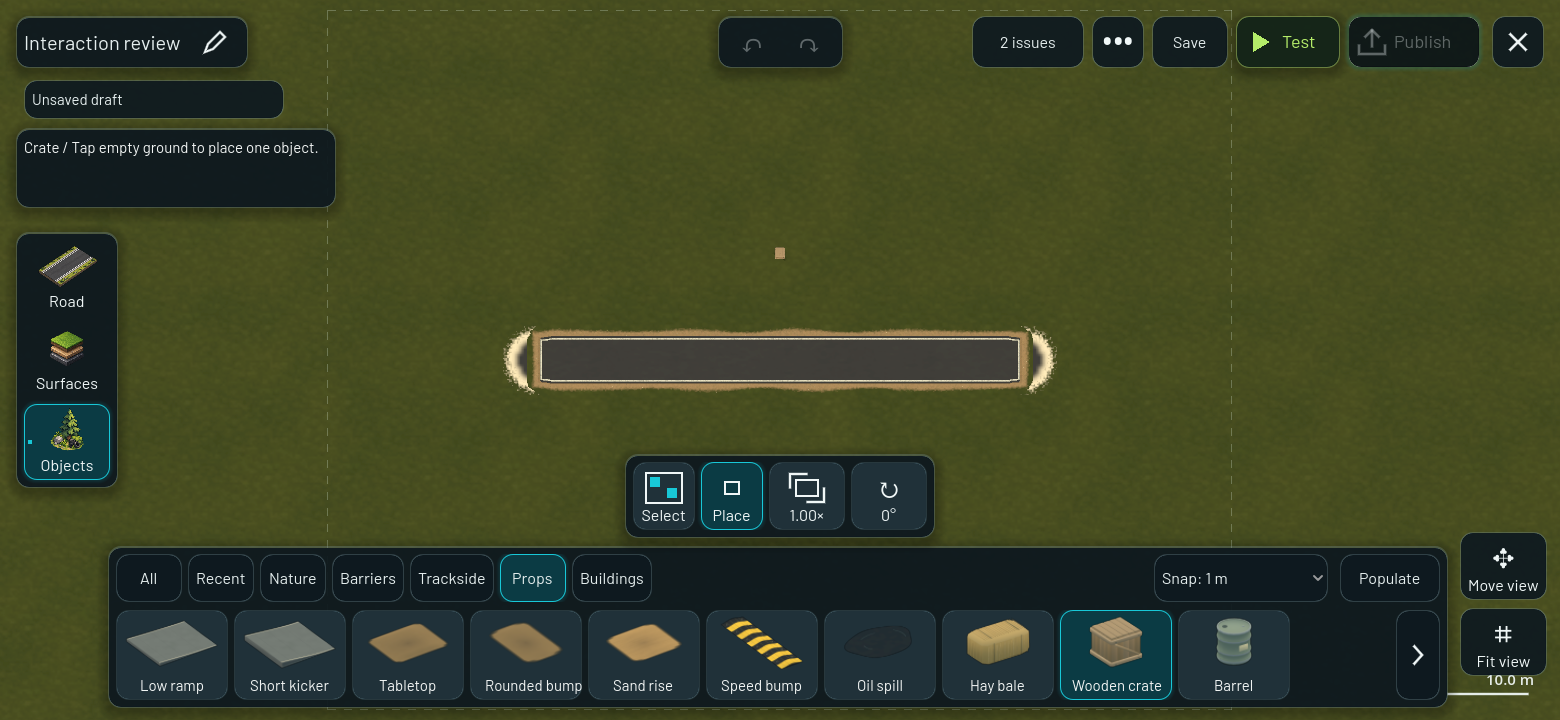 Interaction review
2 issues
Save
Test
Publish
Unsaved draft
Crate / Tap empty ground to place one object.
Road
Surfaces
Objects
Select
Place
1.00×
0°
All
Recent
Nature
Barriers
Trackside
Props
Buildings
Snap: 1 m
Populate
Move view
Low ramp
Short kicker
Tabletop
Rounded bump
Sand rise
Speed bump
Oil spill
Hay bale
Wooden crate
Barrel
Fit view
10.0 m